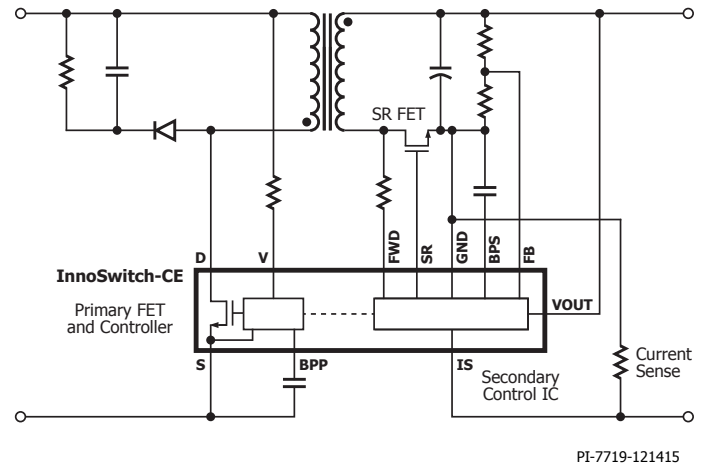 SR FET
D
V
FWD
SR
GND
BPS
FB
InnoSwitch-CE
VOUT
Primary FET
and Controller
S
BPP
IS
Secondary
Control IC
Current
Sense
PI-7719-121415